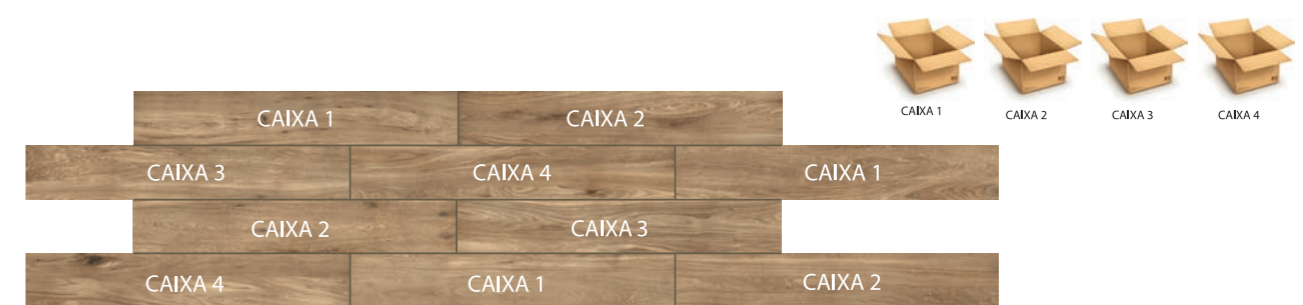 CAIXA 1 CAIXA 2 CAIXA 3 CAIXA 4
CAIXA 1 CAIXA 2
CAIXA 3 CAIXA 4 CAIXA 1
CAIXA 2 CAIXA 3
CAIXA 4 CAIXA 1 CAIXA 2